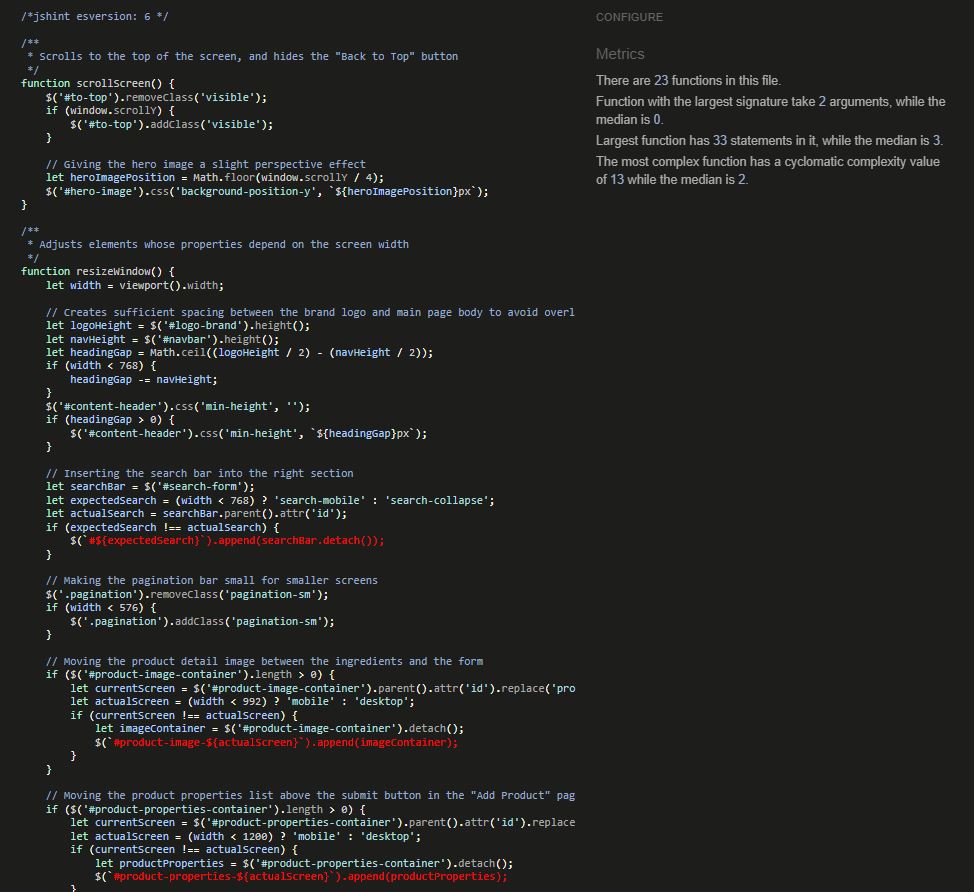 /*jshint esversion: 6 */
/**
 * Scrolls to the top of the screen, and hides the "Back to Top" button
 */
function scrollScreen() {
    $('#to-top').removeClass('visible');
    if (window.scrollY) {
        $('#to-top').addClass('visible');
    }
    // Giving the hero image a slight perspective effect
    let heroImagePosition = Math.floor(window.scrollY / 4);
    $('#hero-image').css('background-position-y', `${heroImagePosition}px`);
}
/**
 * Adjusts elements whose properties depend on the screen width
 */
function resizeWindow() {
    let width = viewport().width;
    // Creates sufficient spacing between the brand logo and main page body to avoid overl
    let logoHeight = $('#logo-brand').height();
    let navHeight = $('#navbar').height();
    let headingGap = Math.ceil((logoHeight / 2) - (navHeight / 2));
    if (width < 768) {
        headingGap -= navHeight;
    }
    $('#content-header').css('min-height', '');
    if (headingGap > 0) {
        $('#content-header').css('min-height', `${headingGap}px`);
    }
    // Inserting the search bar into the right section
    let searchBar = $('#search-form');
    let expectedSearch = (width < 768) ? 'search-mobile' : 'search-collapse';
    let actualSearch = searchBar.parent().attr('id');
    if (expectedSearch !== actualSearch) {
        $(`#${expectedSearch}`).append(searchBar.detach());
    }
    // Making the pagination bar small for smaller screens
    $('.pagination').removeClass('pagination-sm');
    if (width < 576) {
        $('.pagination').addClass('pagination-sm');
    }
    // Moving the product detail image between the ingredients and the form
    if ($('#product-image-container').length > 0) {
        let currentScreen = $('#product-image-container').parent().attr('id').replace('pro
        let actualScreen = (width < 992) ? 'mobile' : 'desktop';
        if (currentScreen !== actualScreen) {
            let imageContainer = $('#product-image-container').detach();
            $(`#product-image-${actualScreen}`).append(imageContainer);
        }
    }
    // Moving the product properties list above the submit button in the "Add Product" pag
    if ($('#product-properties-container').length > 0) {
        let currentScreen = $('#product-properties-container').parent().attr('id').replace
        let actualScreen = (width < 1200) ? 'mobile' : 'desktop';
        if (currentScreen !== actualScreen) {
            let productProperties = $('#product-properties-container').detach();
            $(`#product-properties-${actualScreen}`).append(productProperties);
        }
CONFIGURE
Metrics
There are 23 functions in this file.
Function with the largest signature take 2 arguments, while the
median is 0.
Largest function has 33 statements in it, while the median is 3.
The most complex function has a cyclomatic complexity value
of 13 while the median is 2.